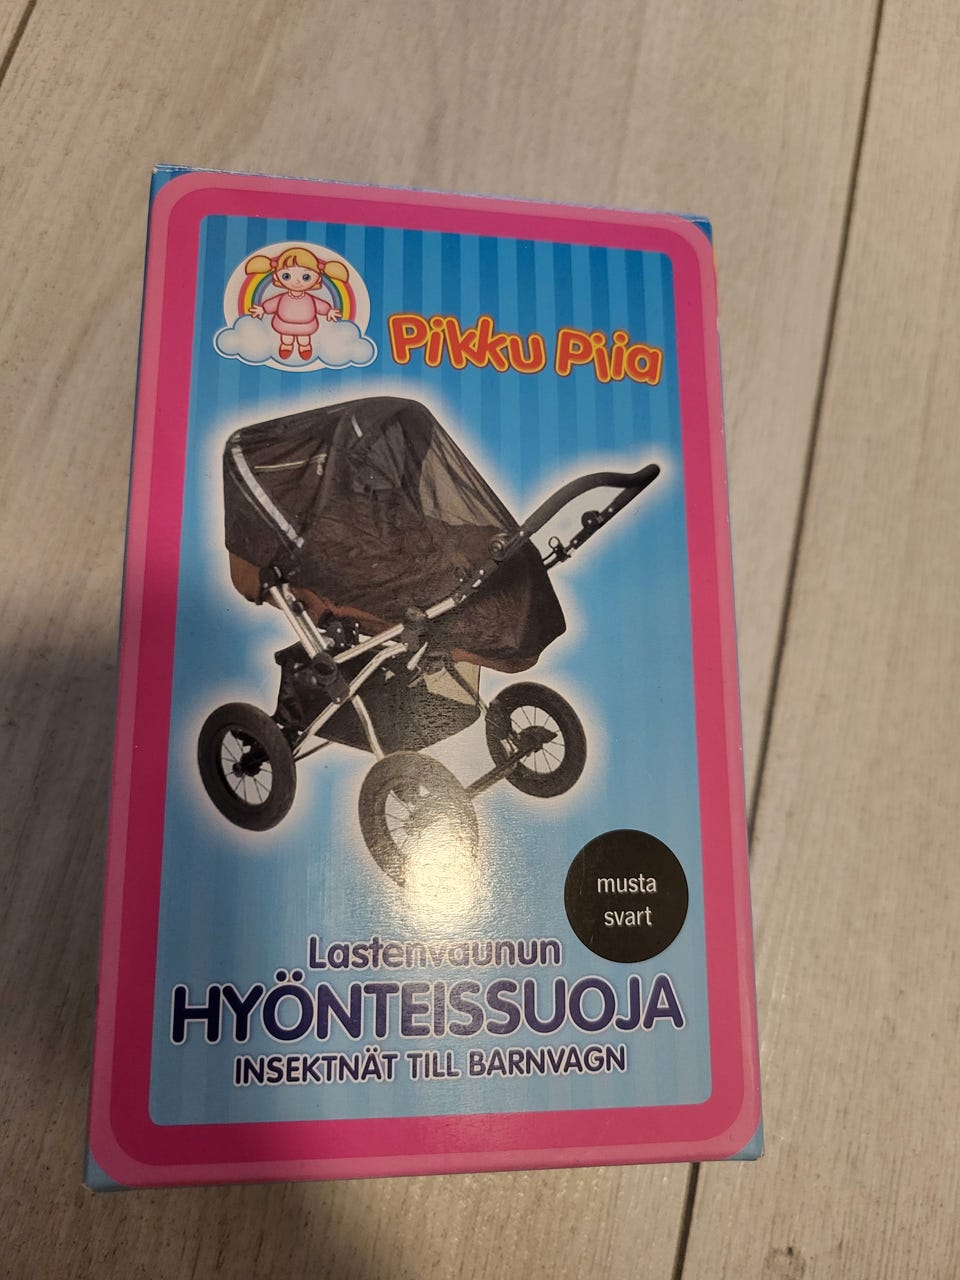 Pikku Piia
musta
svart
Lastenvaunun
HYÖNTEISSUOJA
INSEKTNÄT TILL BARNVAGN